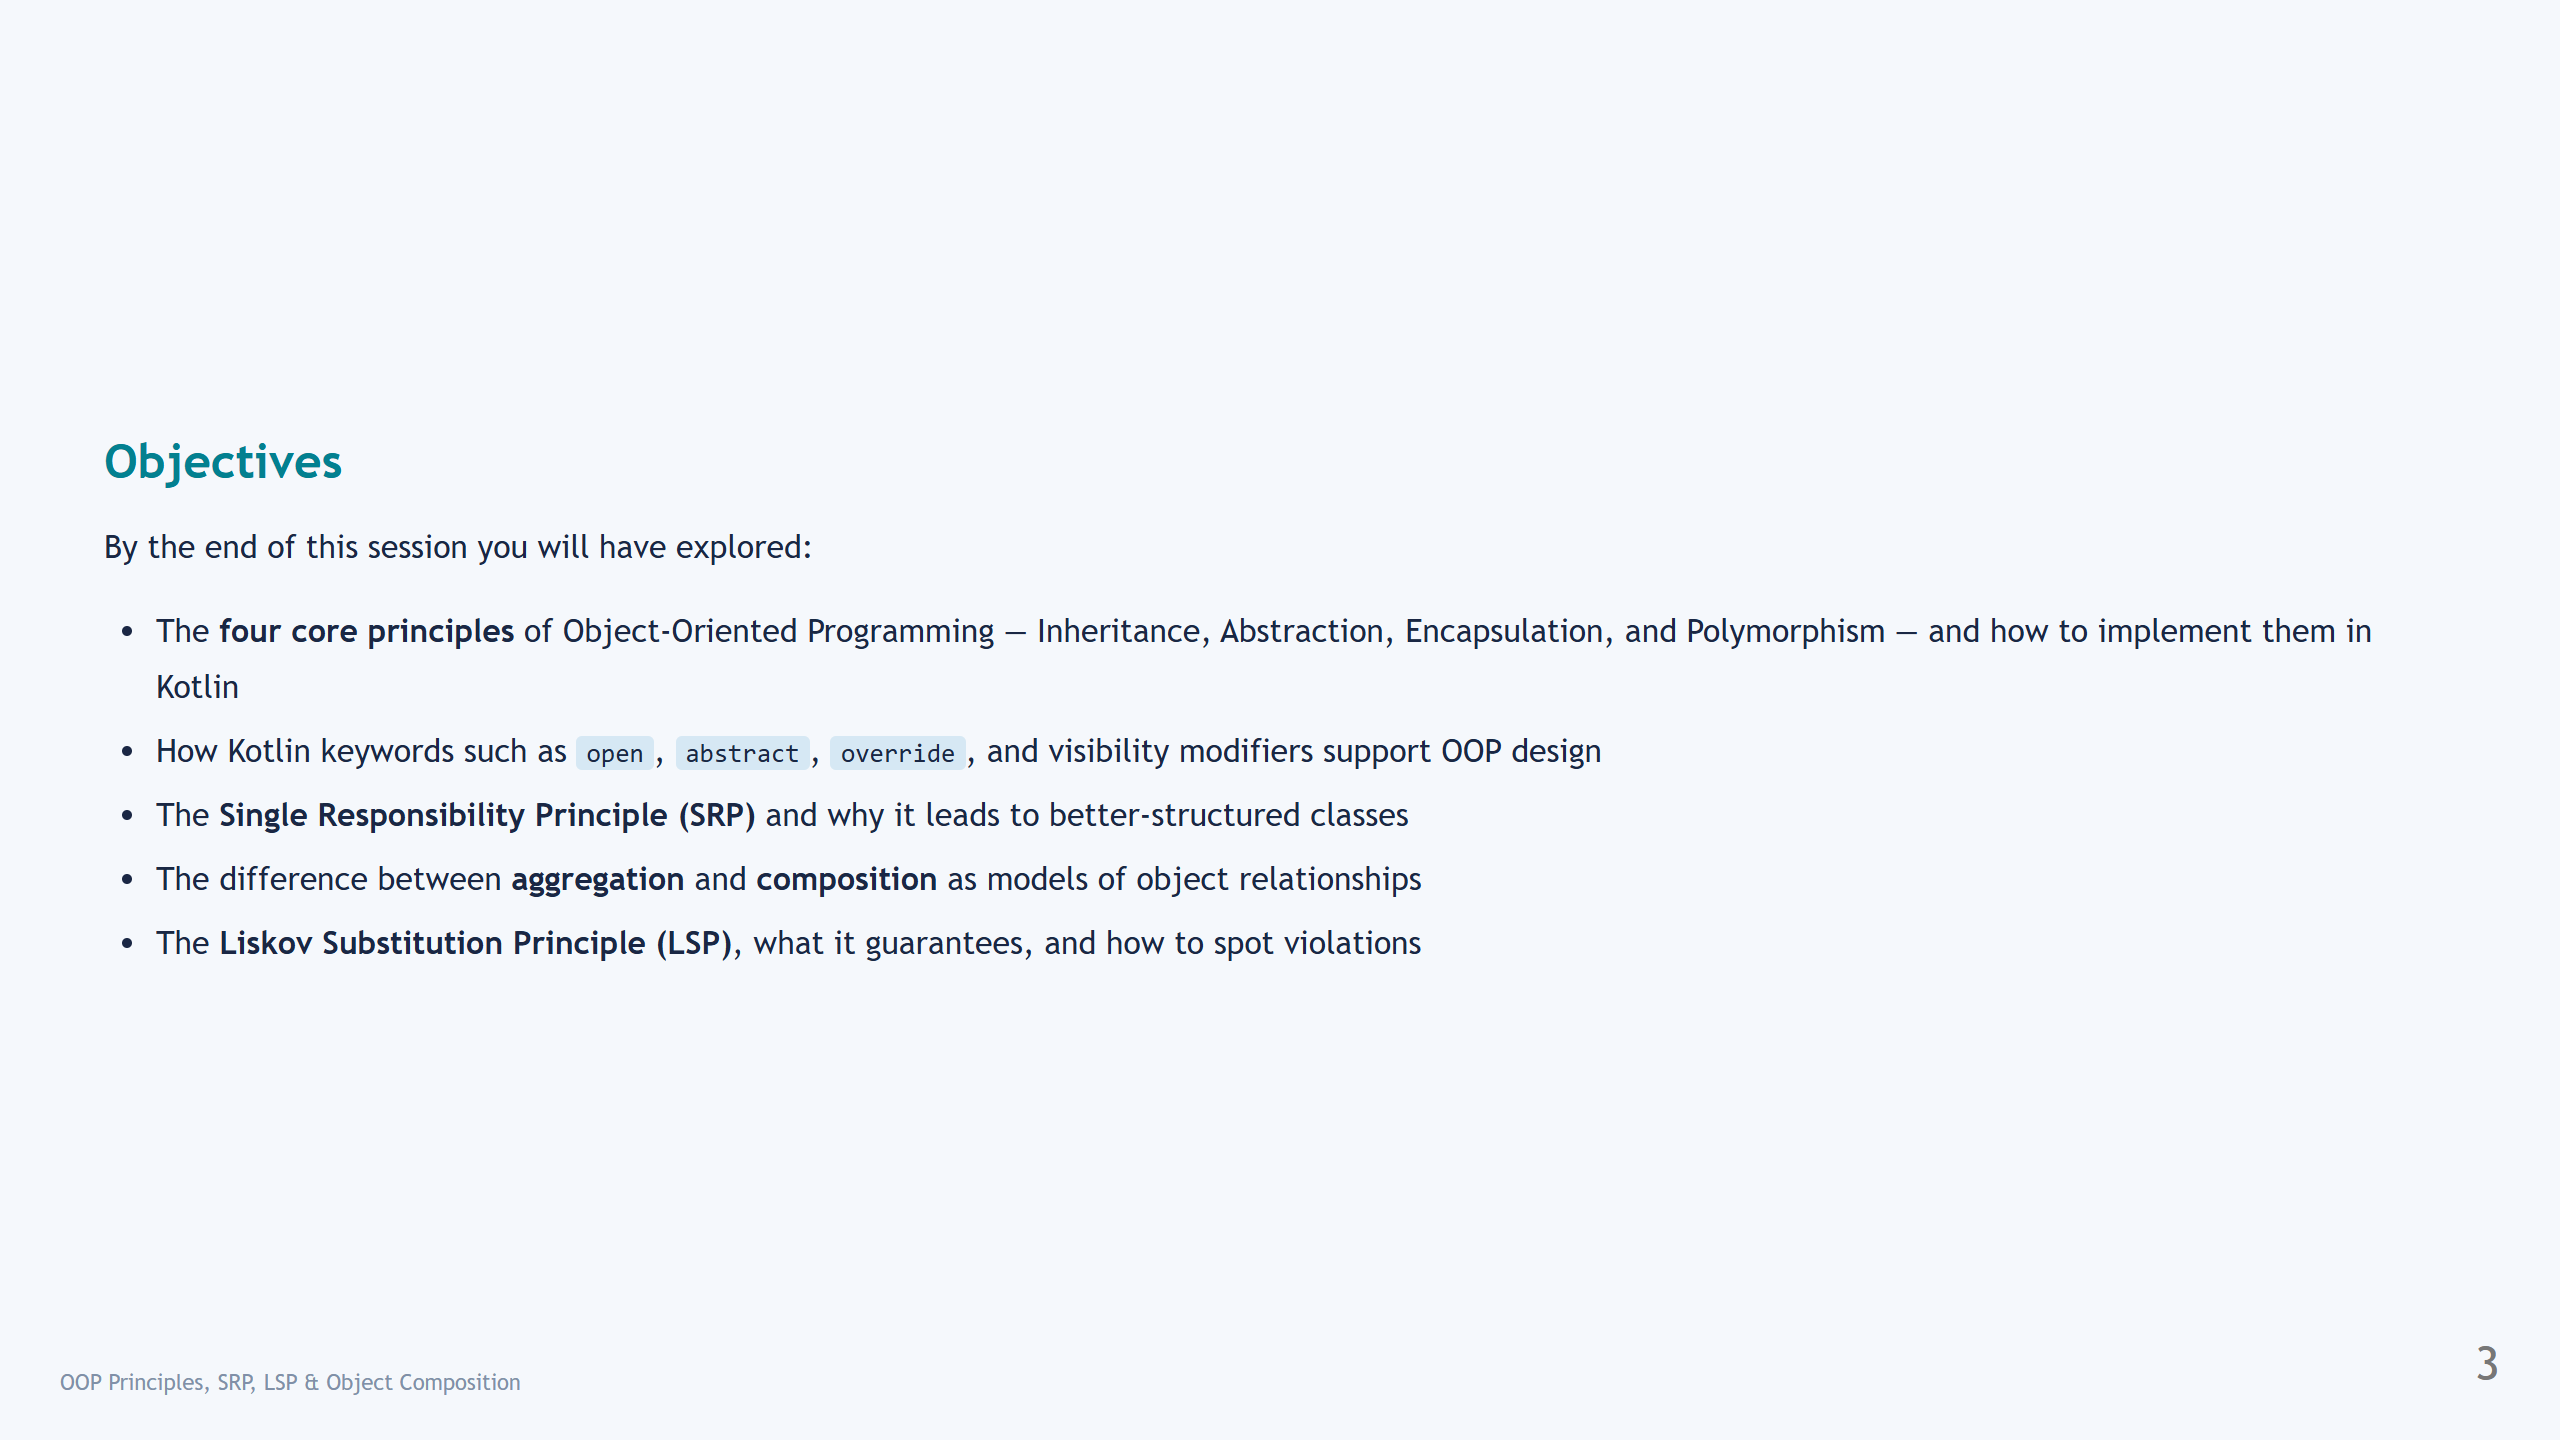 Objectives
By the end of this session you will have explored:
• The four core principles of Object-Oriented Programming — Inheritance, Abstraction, Encapsulation, and Polymorphism — and how to implement them in
Kotlin
• How Kotlin keywords such as open, abstract, override, and visibility modifiers support OOP design
• The Single Responsibility Principle (SRP) and why it leads to better-structured classes
• The difference between aggregation and composition as models of object relationships
• The Liskov Substitution Principle (LSP), what it guarantees, and how to spot violations
OOP Principles, SRP, LSP & Object Composition
3